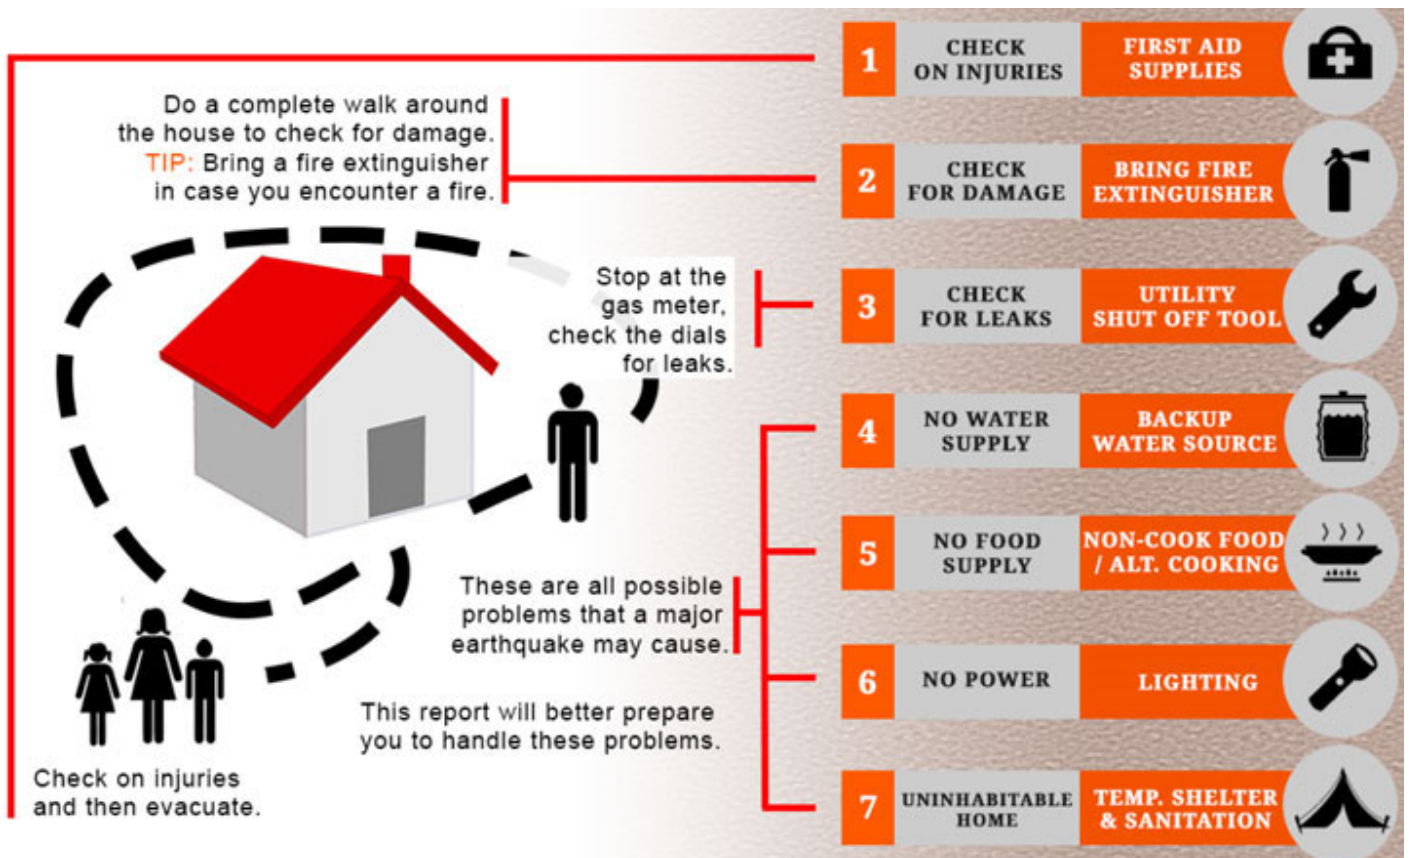 Do a complete walk around
the house to check for damage.
TIP: Bring a fire extinguisher
in case you encounter a fire.
Stop at the
gas meter,
check the dials
for leaks.
These are all possible
problems that a major
earthquake may cause.
This report will better prepare
you to handle these problems.
Check on injuries
and then evacuate.
1
CHECK
ON INJURIES
FIRST AID
SUPPLIES
2
CHECK
FOR DAMAGE
BRING FIRE
EXTINGUISHER
3
CHECK
FOR LEAKS
UTILITY
SHUT OFF TOOL
4
NO WATER
SUPPLY
BACKUP
WATER SOURCE
5
NO FOOD
SUPPLY
NON-COOK FOOD
/ ALT. COOKING
6
NO POWER
LIGHTING
7
UNINHABITABLE
HOME
TEMP. SHELTER
& SANITATION